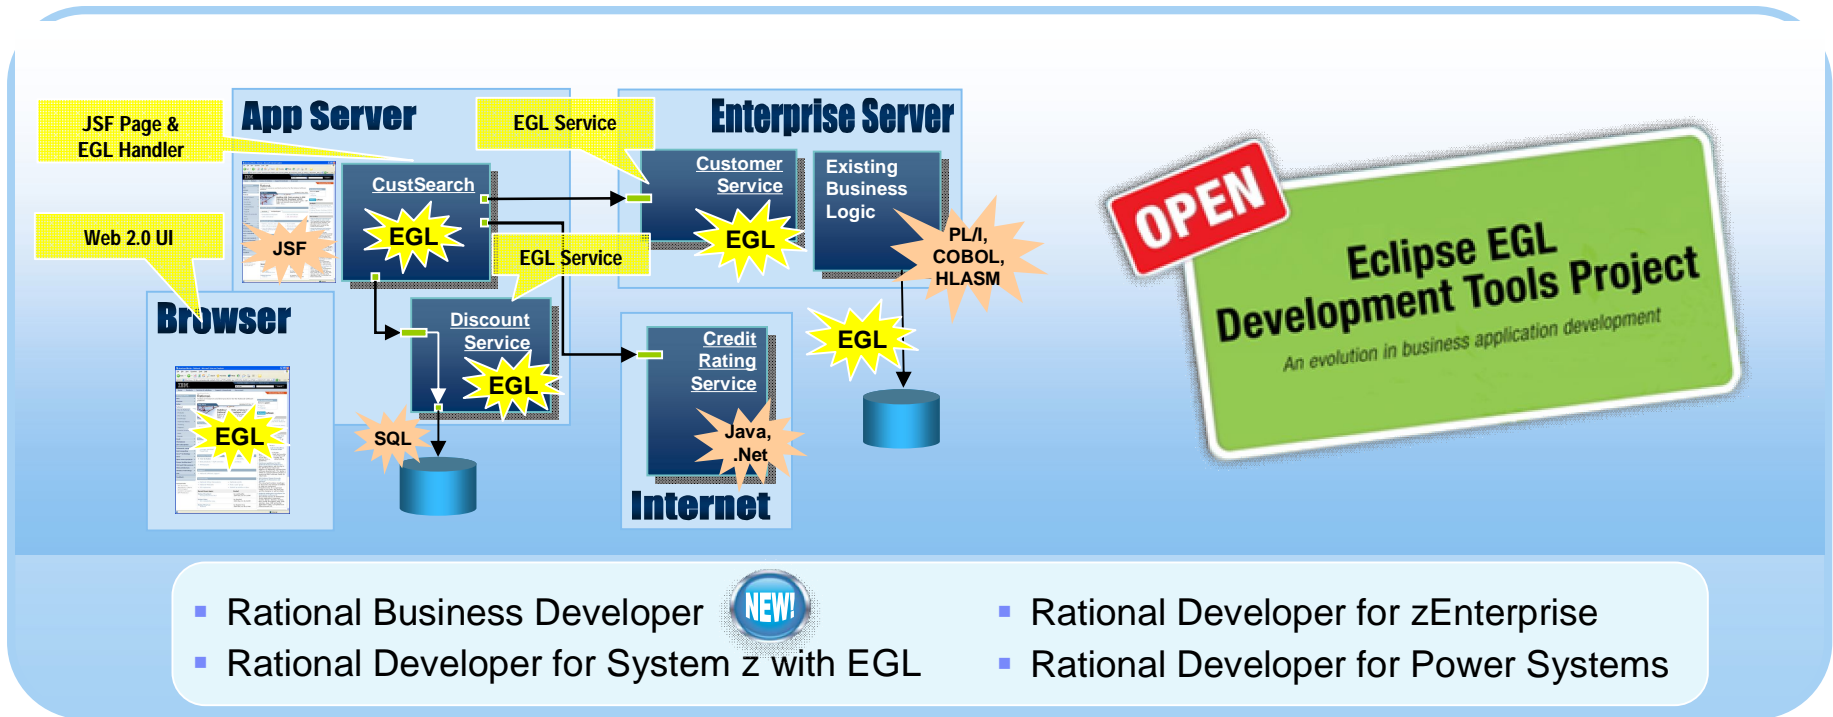 App Server
Enterprise Server
JSF Page &
EGL Handler
EGL Service
CustSearch
EGL
JSF
Customer
Service
EGL
Existing
Business
Logic
PL/I,
COBOL,
HLASM
Web 2.0 UI
EGL Service
Browser
EGL
Discount
Service
EGL
SQL
Credit
Rating
Service
Java,
.Net
Internet
EGL
OPEN
Eclipse EGL
Development Tools Project
An evolution in business application development
Rational Business Developer
NEW!
Rational Developer for System z with EGL
Rational Developer for zEnterprise
Rational Developer for Power Systems